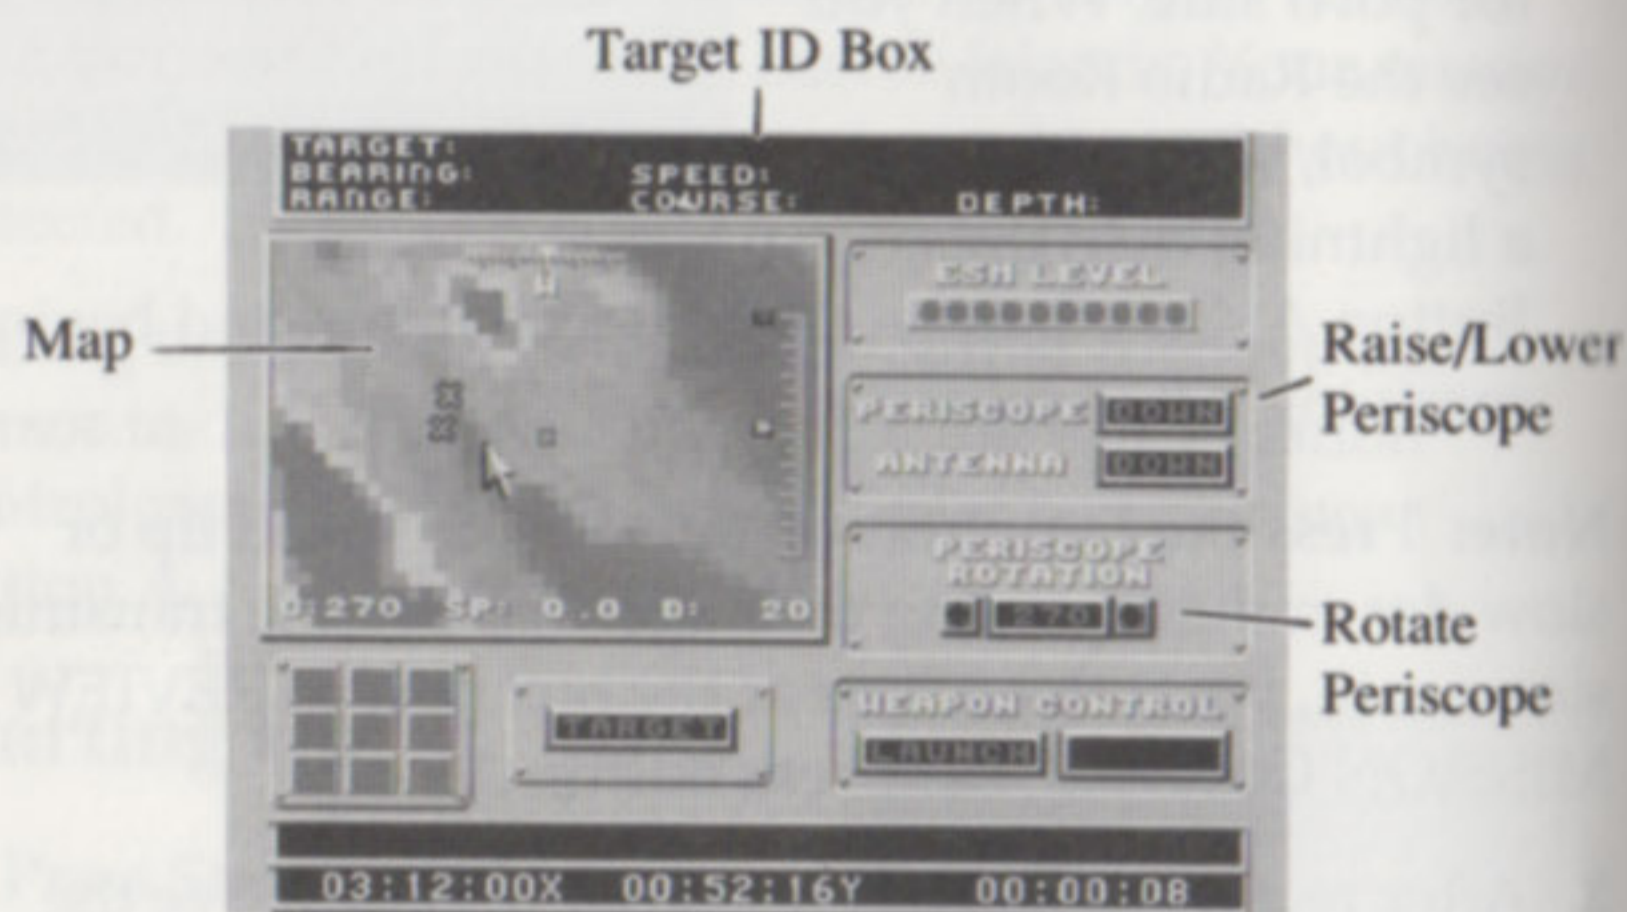 Target ID Box
TARGET:
BEARING: SPEED:
RANGE: COURSE: DEPTH:
Map
W
E
C:270 SP: 0.0 D: 20
ESM LEVEL
PERISCOPE DOWN
ANTENNA DOWN
Raise/Lower
Periscope
PERISCOPE
ROTATION
270
Rotate
Periscope
TARGET
WEAPON CONTROL
LAUNCH
03:12:00X 00:52:16Y 00:00:08